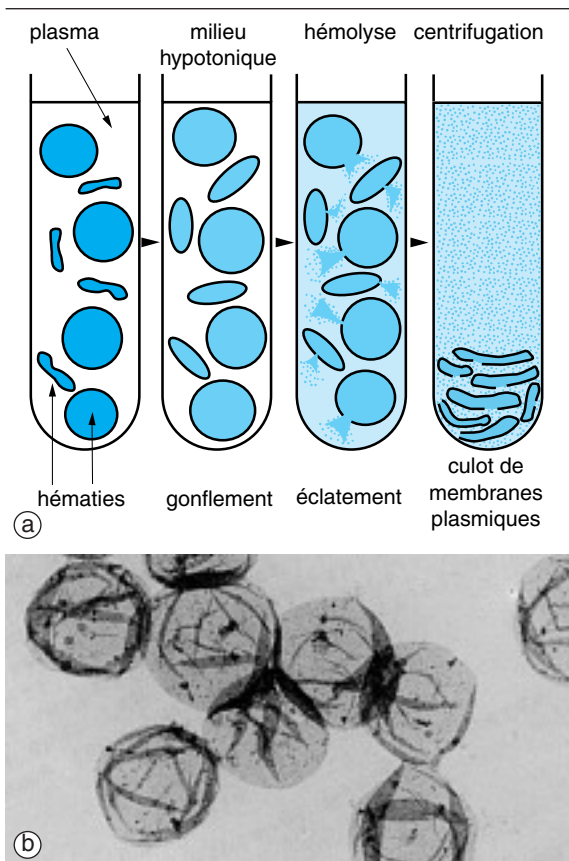 plasma
milieu
hypotonique
hémolyse
centrifugation
hématies
gonflement
éclatement
culot de
membranes
plasmiques
a
b